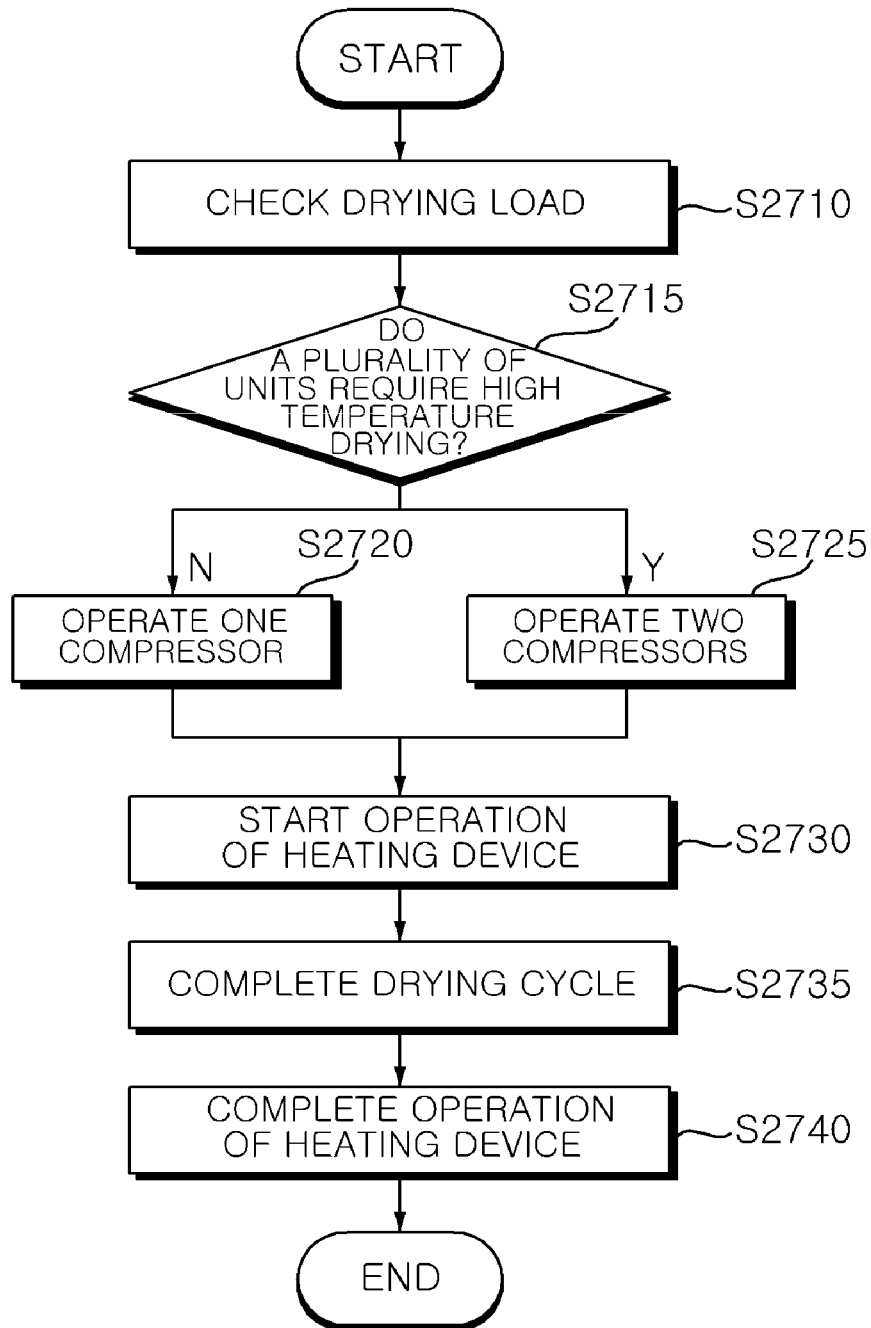 START
CHECK DRYING LOAD
S2710
S2715
DO
A PLURALITY OF
UNITS REQUIRE HIGH
TEMPERATURE
DRYING?
N
S2720
Y
S2725
OPERATE ONE
COMPRESSOR
OPERATE TWO
COMPRESSORS
START OPERATION
OF HEATING DEVICE
S2730
COMPLETE DRYING CYCLE
S2735
COMPLETE OPERATION
OF HEATING DEVICE
S2740
END